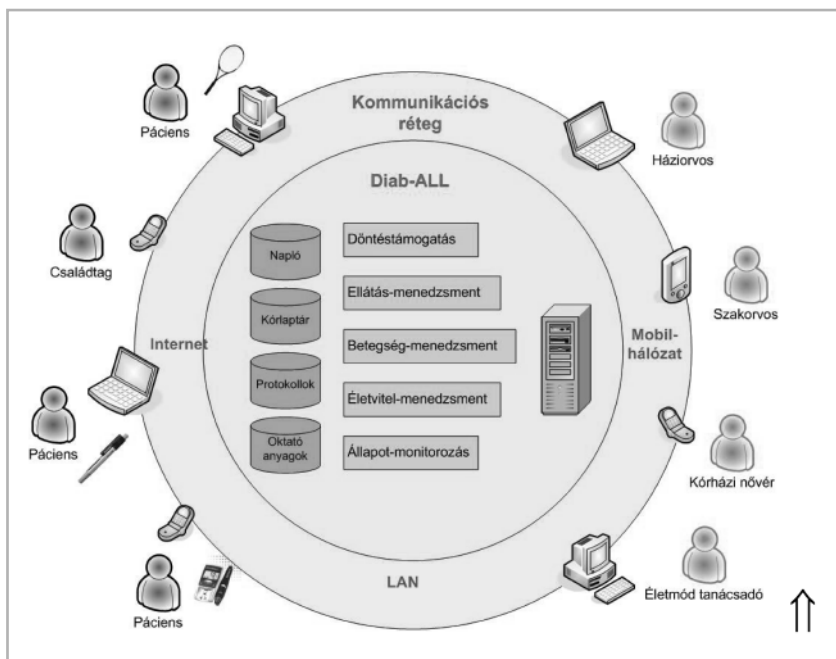 Kommunikációs
réteg
Páciens
Háziorvos
Diab-ALL
Napló
Döntéstámogatás
Családtag
Kórlaptár
Ellátás-menedzsment
Szakorvos
Internet
Betegség-menedzsment
Mobil-
hálózat
Protokollok
Életvitel-menedzsment
Páciens
Oktató
anyagok
Állapot-monitorozás
Kórházi nővér
LAN
Páciens
Életmód tanácsadó